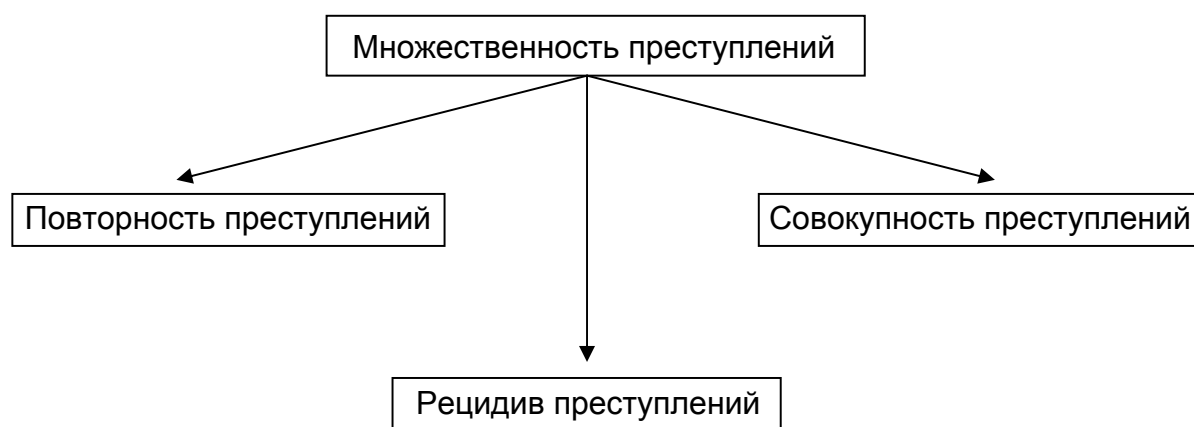 Множественность преступлений
Повторность преступлений
Совокупность преступлений
Рецидив преступлений